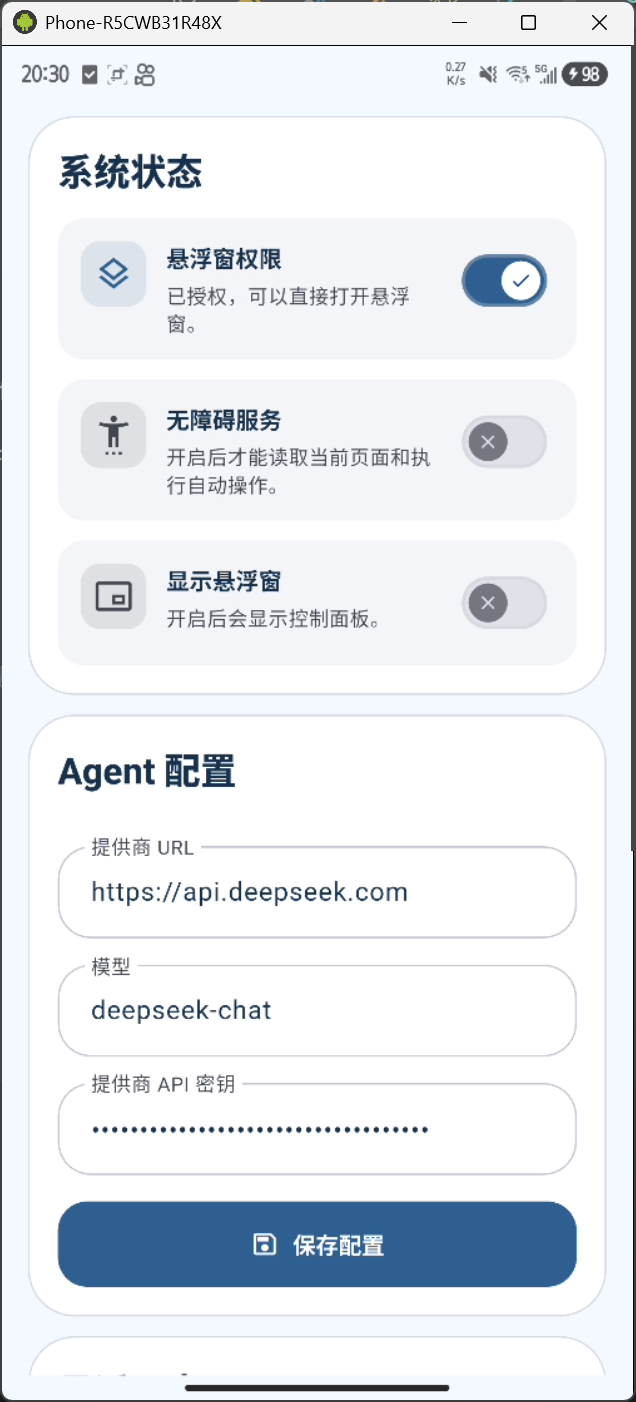 Phone-R5CWB31R48X
20:30
0.27
K/s
5G
98
系统状态
悬浮窗权限
已授权，可以直接打开悬浮
窗。
无障碍服务
开启后才能读取当前页面和执
行自动操作。
显示悬浮窗
开启后会显示控制面板。
Agent 配置
提供商 URL
https://api.deepseek.com
模型
deepseek-chat
提供商 API 密钥
••••••••••••••••••••••••••••••••••••
保存配置